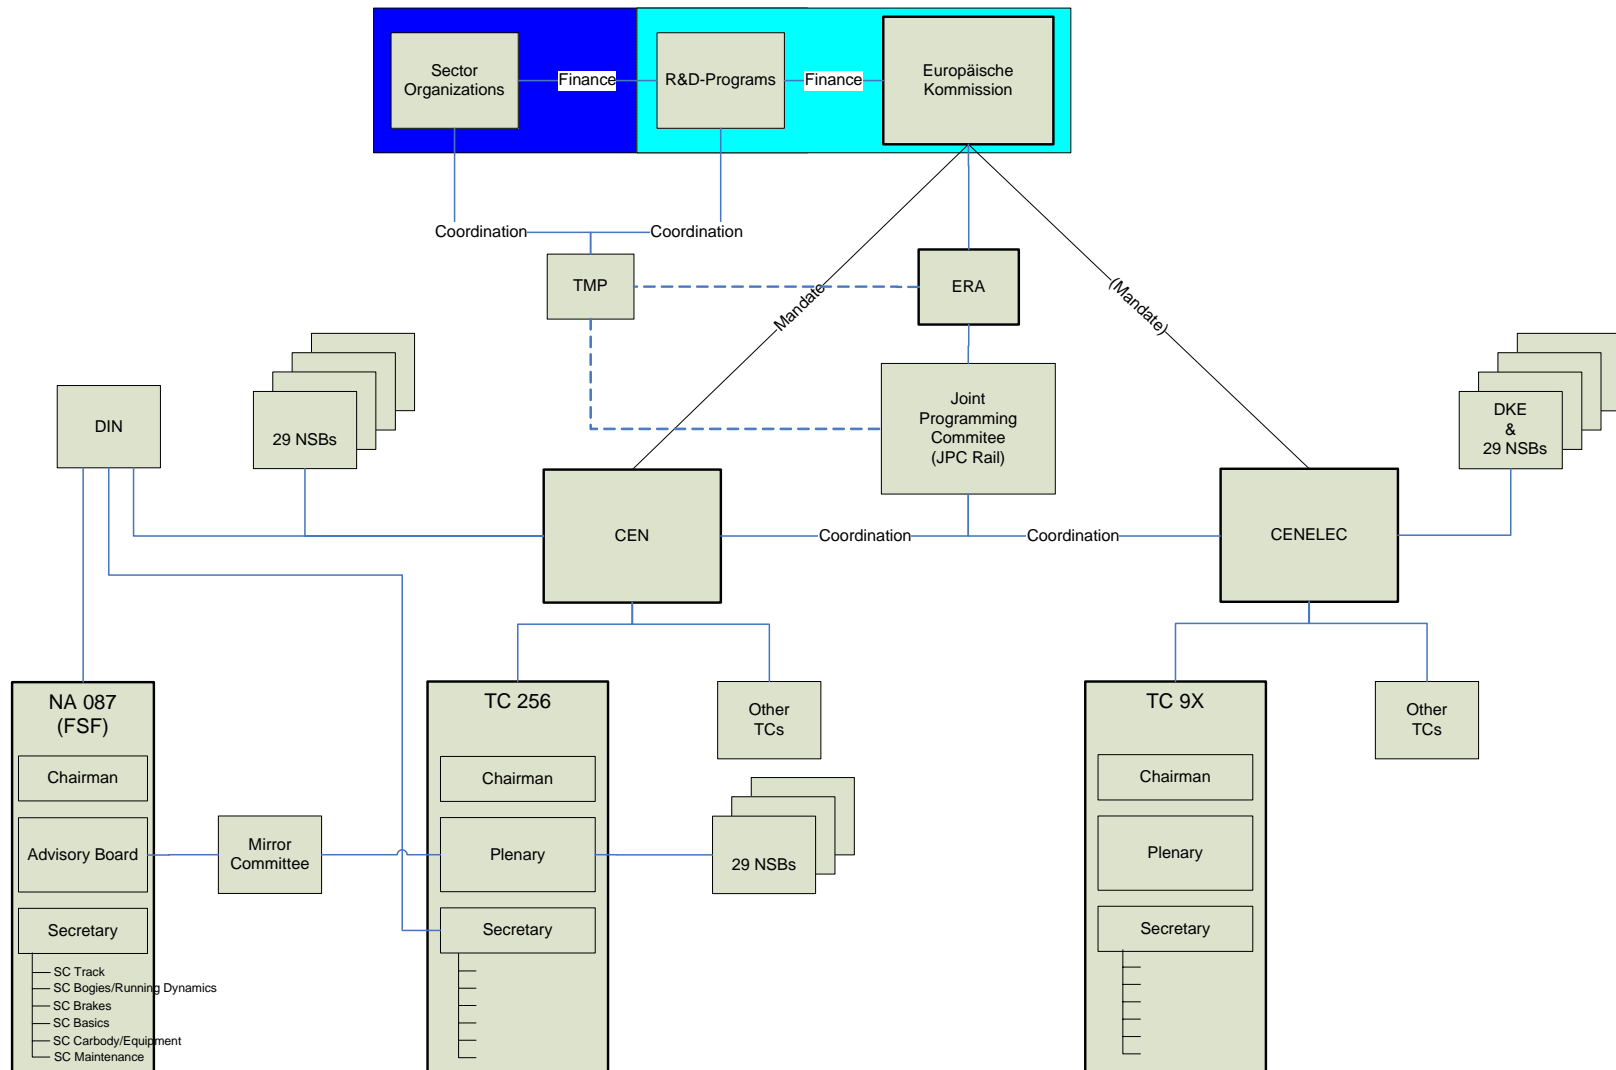 Sector
Organizations
Finance
R&D-Programs
Finance
Europäische
Kommission
Coordination
Coordination
TMP
ERA
Mandate
(Mandate)
DIN
29 NSBs
Joint
Programming
Commitee
(JPC Rail)
DKE
&
29 NSBs
CEN
Coordination
Coordination
CENELEC
NA 087
(FSF)
Chairman
Advisory Board
Secretary
SC Track
SC Bogies/Running Dynamics
SC Brakes
SC Basics
SC Carbody/Equipment
SC Maintenance
Mirror
Committee
TC 256
Chairman
Plenary
Secretary
Other
TCs
29 NSBs
TC 9X
Chairman
Plenary
Secretary
Other
TCs